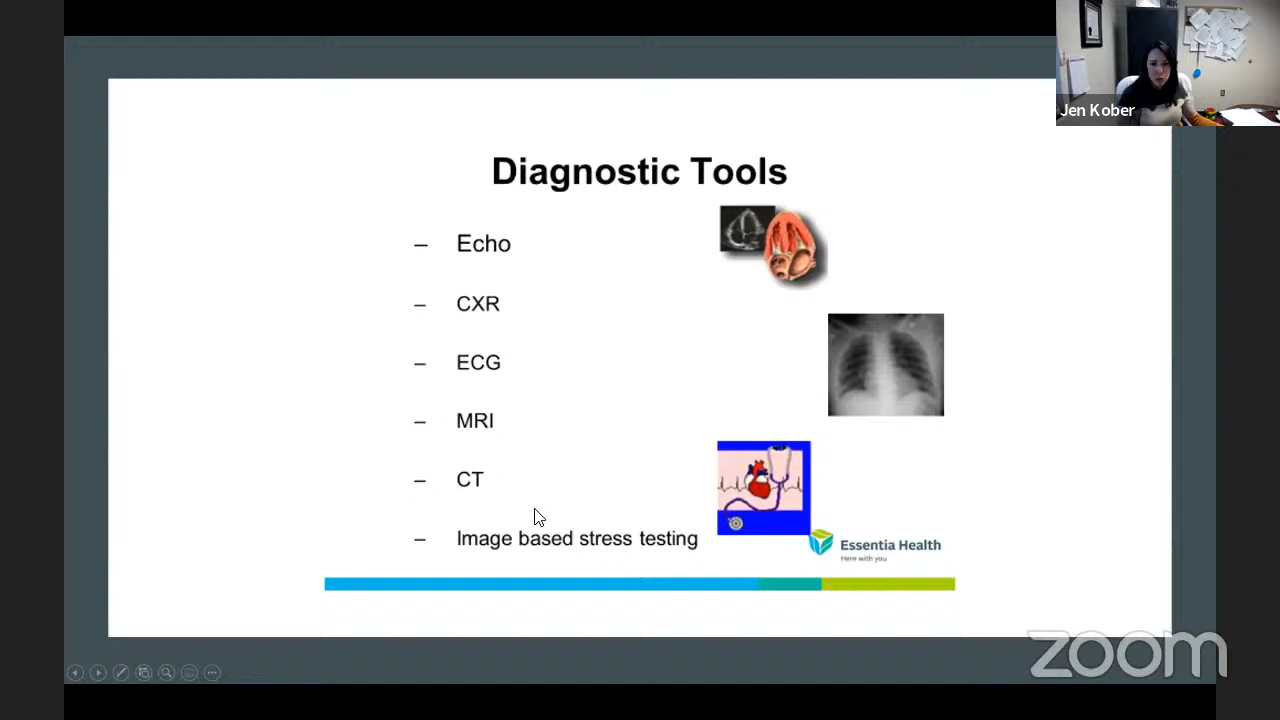 Jen Kober
Diagnostic Tools
– Echo
– CXR
– ECG
– MRI
– CT
– Image based stress testing
Essentia Health
Here with you
zoom